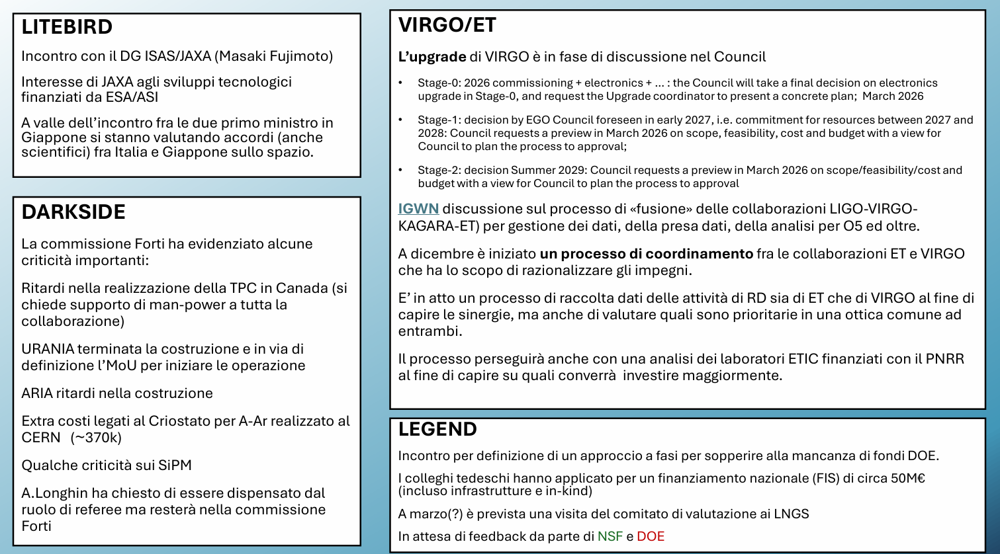 LITEBIRD
Incontro con il DG ISAS/JAXA (Masaki Fujimoto)
Interesse di JAXA agli sviluppi tecnologici
finanziati da ESA/ASI
A valle dell’incontro fra le due primo ministro in
Giappone si stanno valutando accordi (anche
scientifici) fra Italia e Giappone sullo spazio.
DARKSIDE
La commissione Forti ha evidenziato alcune
criticità importanti:
Ritardi nella realizzazione della TPC in Canada (si
chiede supporto di man-power a tutta la
collaborazione)
URANIA terminata la costruzione e in via di
definizione l’MoU per iniziare le operazione
ARIA ritardi nella costruzione
Extra costi legati al Criostato per A-Ar realizzato al
CERN (~370k)
Qualche criticità sui SiPM
A.Longhin ha chiesto di essere dispensato dal
ruolo di referee ma resterà nella commissione
Forti
VIRGO/ET
L’upgrade di VIRGO è in fase di discussione nel Council
• Stage-0: 2026 commissioning + electronics + … : the Council will take a final decision on electronics
upgrade in Stage-0, and request the Upgrade coordinator to present a concrete plan; March 2026
• Stage-1: decision by EGO Council foreseen in early 2027, i.e. commitment for resources between 2027 and
2028: Council requests a preview in March 2026 on scope, feasibility, cost and budget with a view for
Council to plan the process to approval;
• Stage-2: decision Summer 2029: Council requests a preview in March 2026 on scope/feasibility/cost and
budget with a view for Council to plan the process to approval
IGWN discussione sul processo di «fusione» delle collaborazioni LIGO-VIRGO-
KAGARA-ET) per gestione dei dati, della presa dati, della analisi per O5 ed oltre.
A dicembre è iniziato un processo di coordinamento fra le collaborazioni ET e VIRGO
che ha lo scopo di razionalizzare gli impegni.
E’ in atto un processo di raccolta dati delle attività di RD sia di ET che di VIRGO al fine di
capire le sinergie, ma anche di valutare quali sono prioritarie in una ottica comune ad
entrambi.
Il processo perseguirà anche con una analisi dei laboratori ETIC finanziati con il PNRR
al fine di capire su quali converrà investire maggiormente.
LEGEND
Incontro per definizione di un approccio a fasi per sopperire alla mancanza di fondi DOE.
I colleghi tedeschi hanno applicato per un finanziamento nazionale (FIS) di circa 50M€
(incluso infrastrutture e in-kind)
A marzo(?) è prevista una visita del comitato di valutazione ai LNGS
In attesa di feedback da parte di NSF e DOE